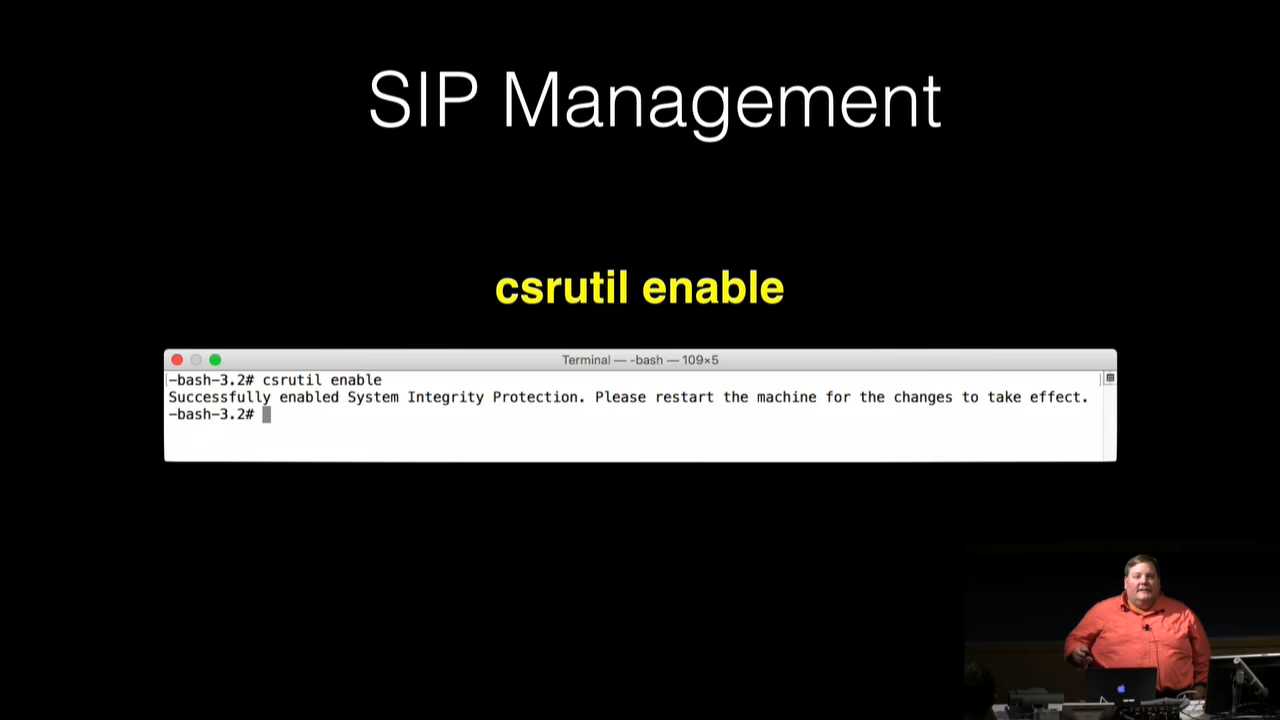 SIP Management
csrutil enable
Terminal — -bash — 109×5
[-bash-3.2# csrutil enable ]
Successfully enabled System Integrity Protection. Please restart the machine for the changes to take effect.
-bash-3.2#